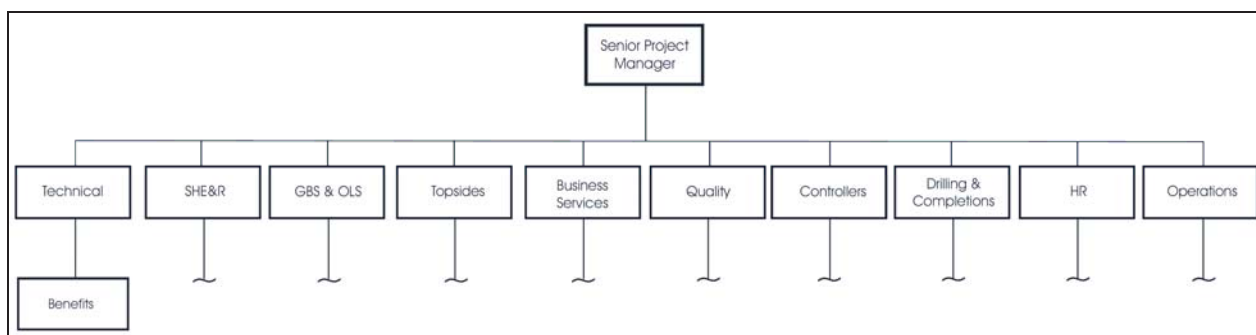 Senior Project
Manager
Technical
SHE&R
GBS & OLS
Topsides
Business
Services
Quality
Controllers
Drilling &
Completions
HR
Operations
Benefits